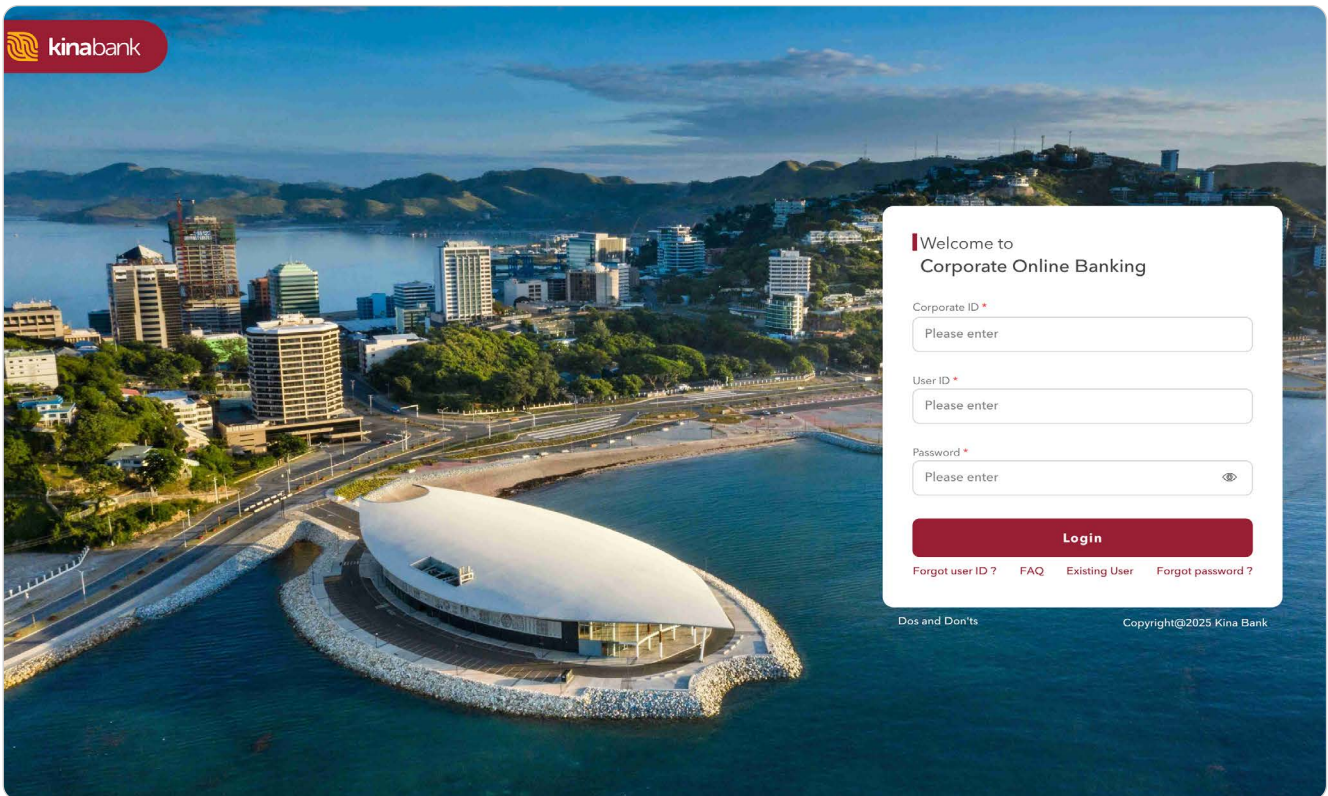 kinabank
Welcome to
Corporate Online Banking
Corporate ID *
Please enter
User ID *
Please enter
Password *
Please enter
Login
Forgot user ID ? FAQ Existing User Forgot password ?
Dos and Don'ts Copyright@2025 Kina Bank